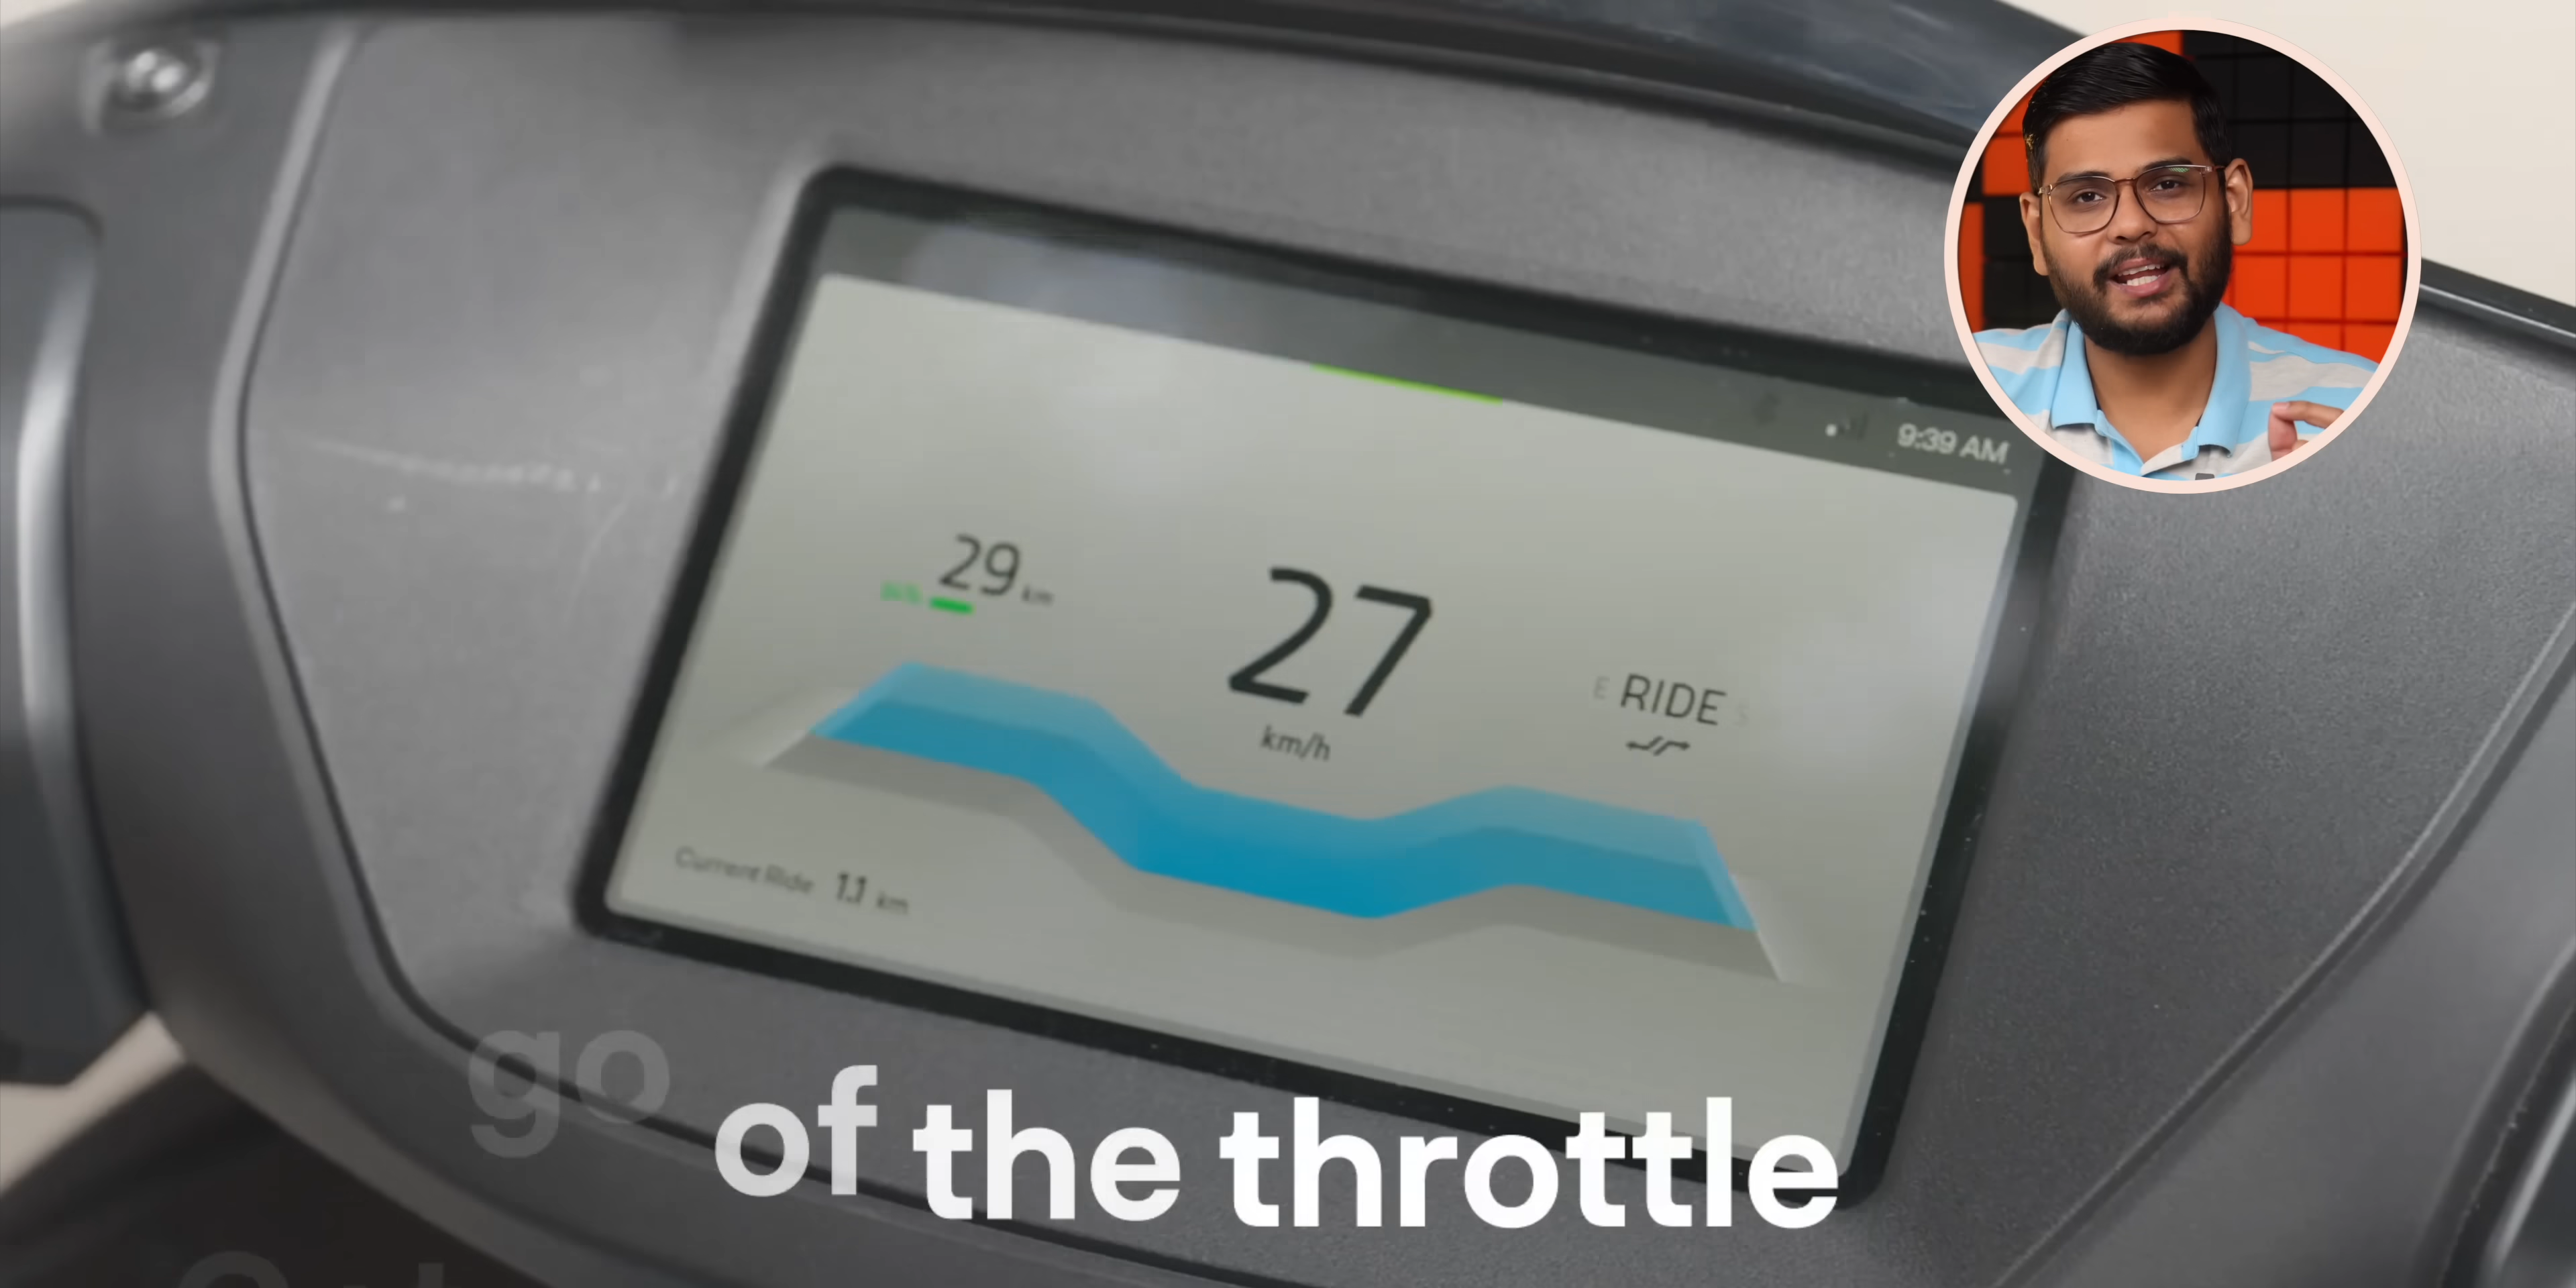 9:39 AM
29 km
27
km/h
E RIDE S
Current Ride 1.1 km
go
of the throttle